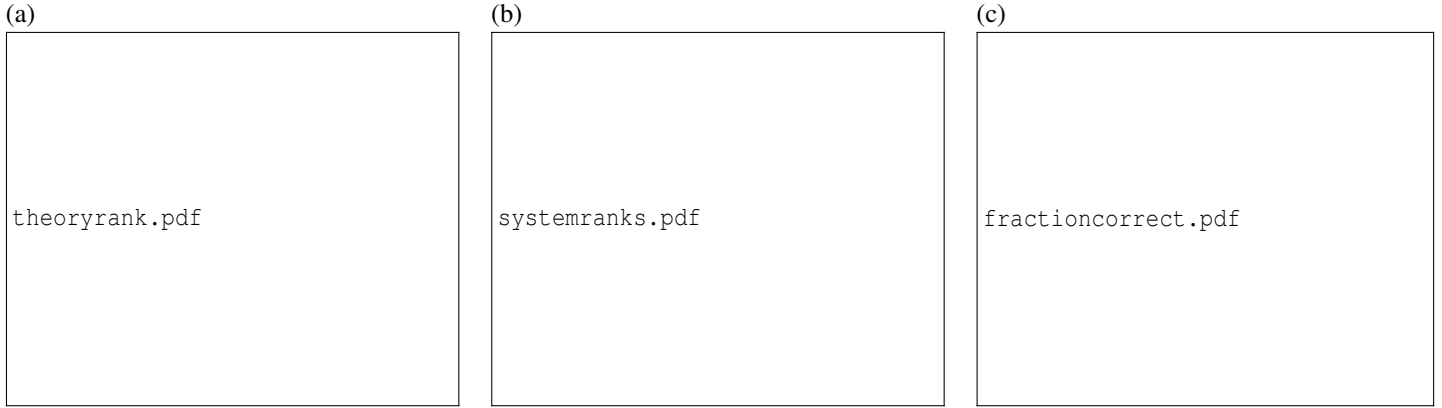 (a)
(b)
(c)
theoryrank.pdf
systemranks.pdf
fractioncorrect.pdf